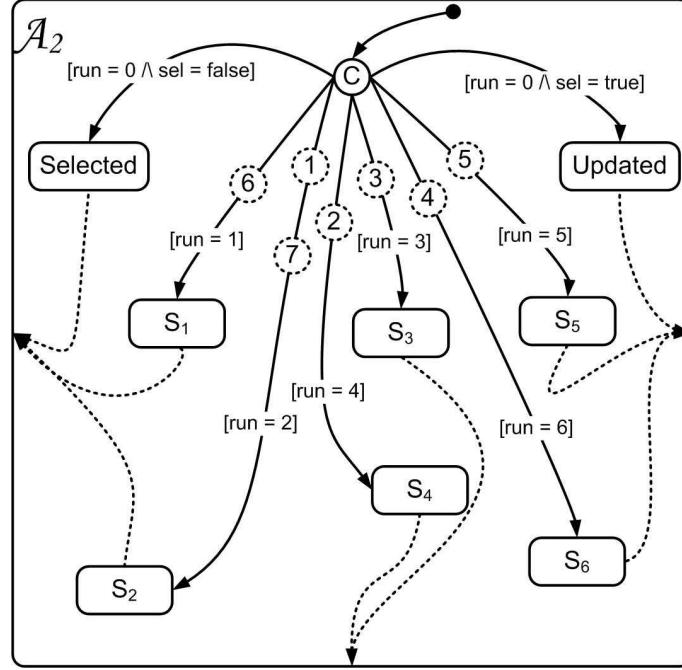 A₂
[run = 0 /\ sel = false]
C
[run = 0 /\ sel = true]
Selected
Updated
6
1
7
2
3
4
5
[run = 1]
[run = 3]
[run = 5]
S₁
S₃
S₅
[run = 4]
[run = 2]
[run = 6]
S₄
S₂
S₆